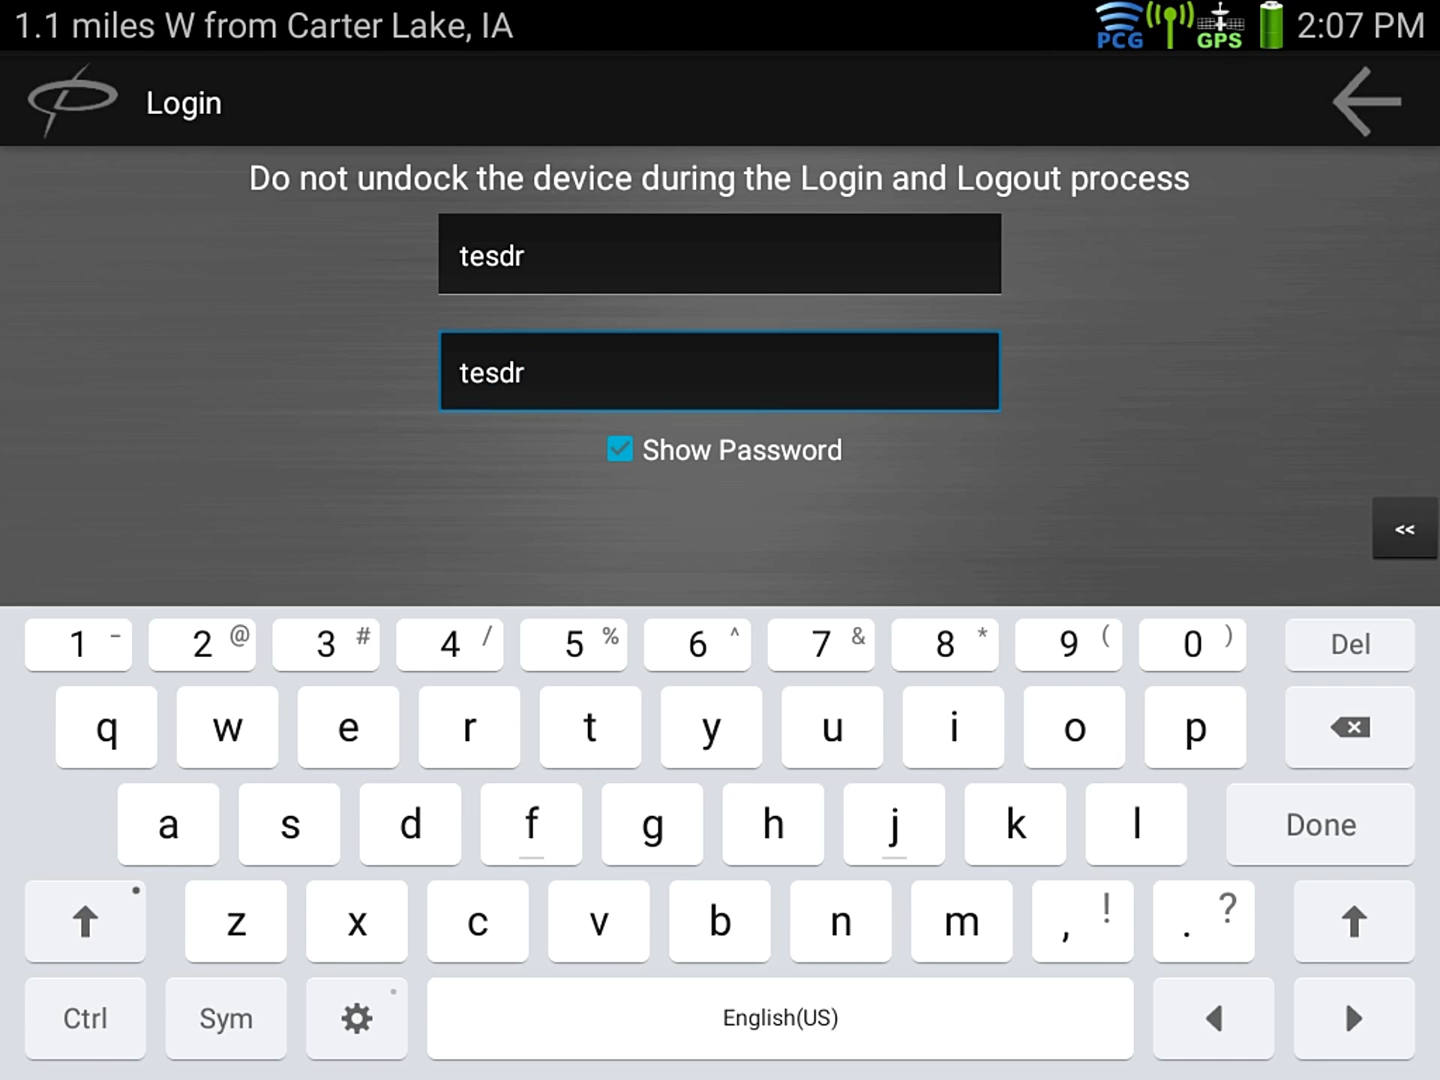 1.1 miles W from Carter Lake, IA PCG GPS 2:07 PM
Login
Do not undock the device during the Login and Logout process
tesdr
tesdr
Show Password
<<
1 - 2 @ 3 # 4 / 5 % 6 ^ 7 & 8 * 9 ( 0 ) Del
q w e r t y u i o p
a s d f g h j k l Done
z x c v b n m , ! . ?
Ctrl Sym English(US)